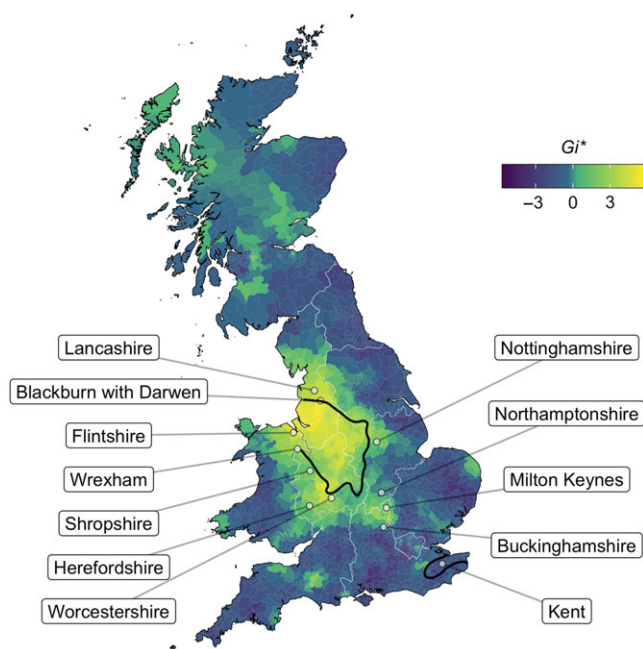 Gi*
−3 0 3
Lancashire
Nottinghamshire
Blackburn with Darwen
Northamptonshire
Flintshire
Wrexham
Milton Keynes
Shropshire
Buckinghamshire
Herefordshire
Worcestershire
Kent